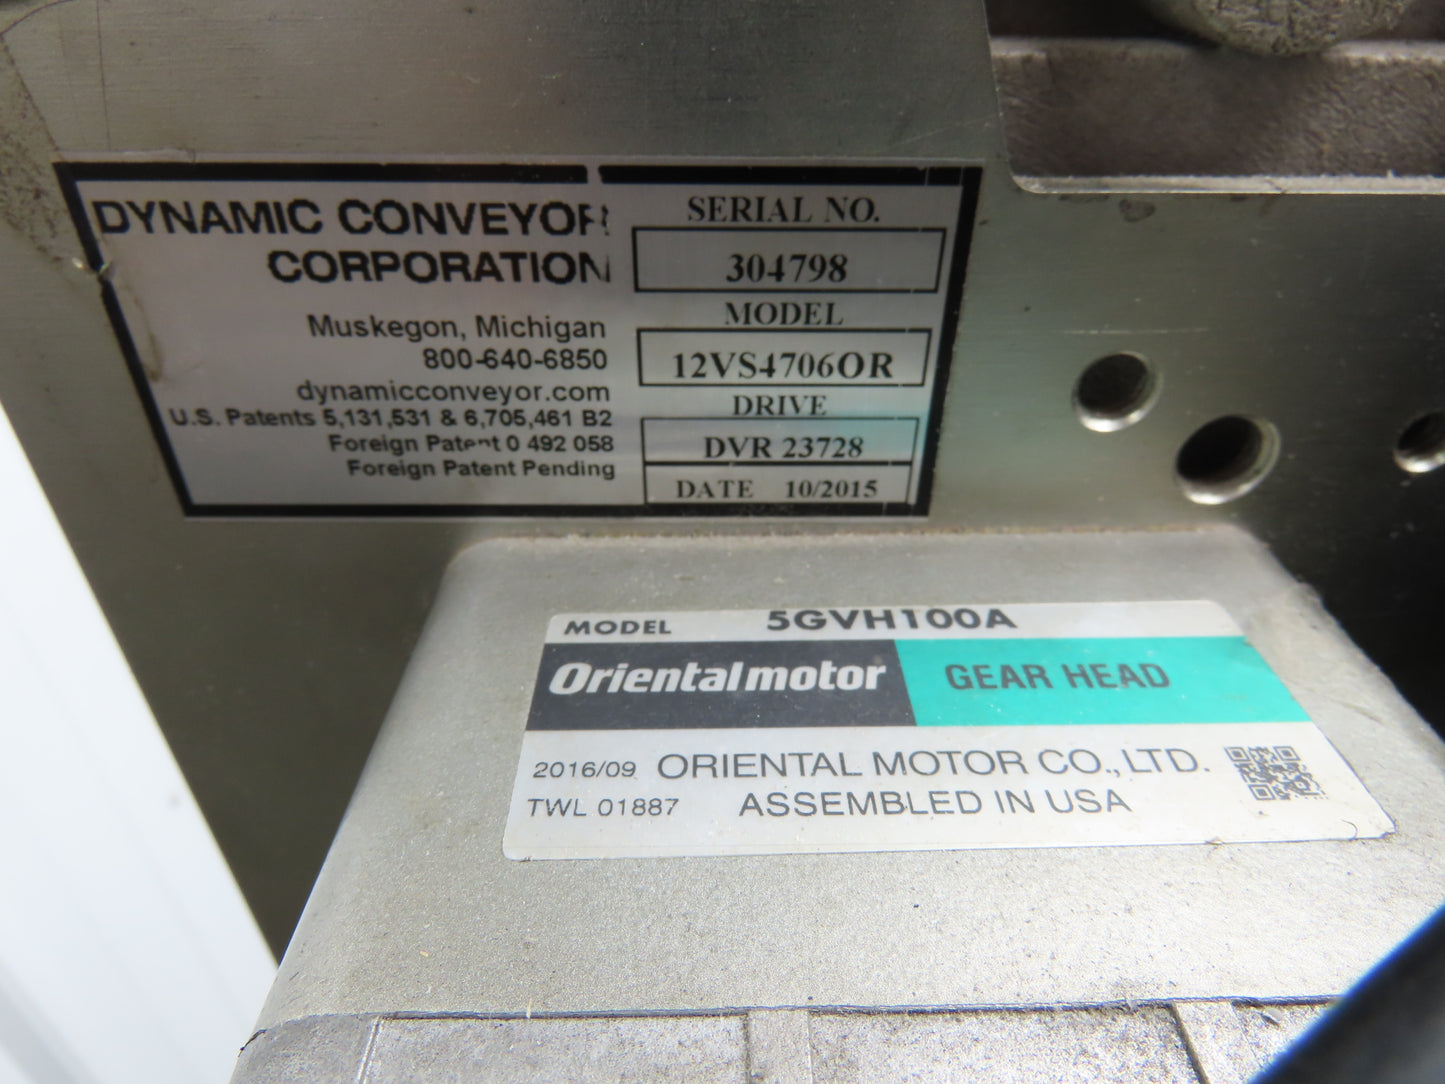 DYNAMIC CONVEYOR
CORPORATION
Muskegon, Michigan
800-640-6850
dynamicconveyor.com
U.S. Patents 5,131,531 & 6,705,461 B2
Foreign Patent 0 492 058
Foreign Patent Pending
SERIAL NO.
304798
MODEL
12VS4706OR
DRIVE
DVR 23728
DATE 10/2015
MODEL 5GVH100A
Orientalmotor GEAR HEAD
2016/09 ORIENTAL MOTOR CO., LTD.
TWL 01887 ASSEMBLED IN USA